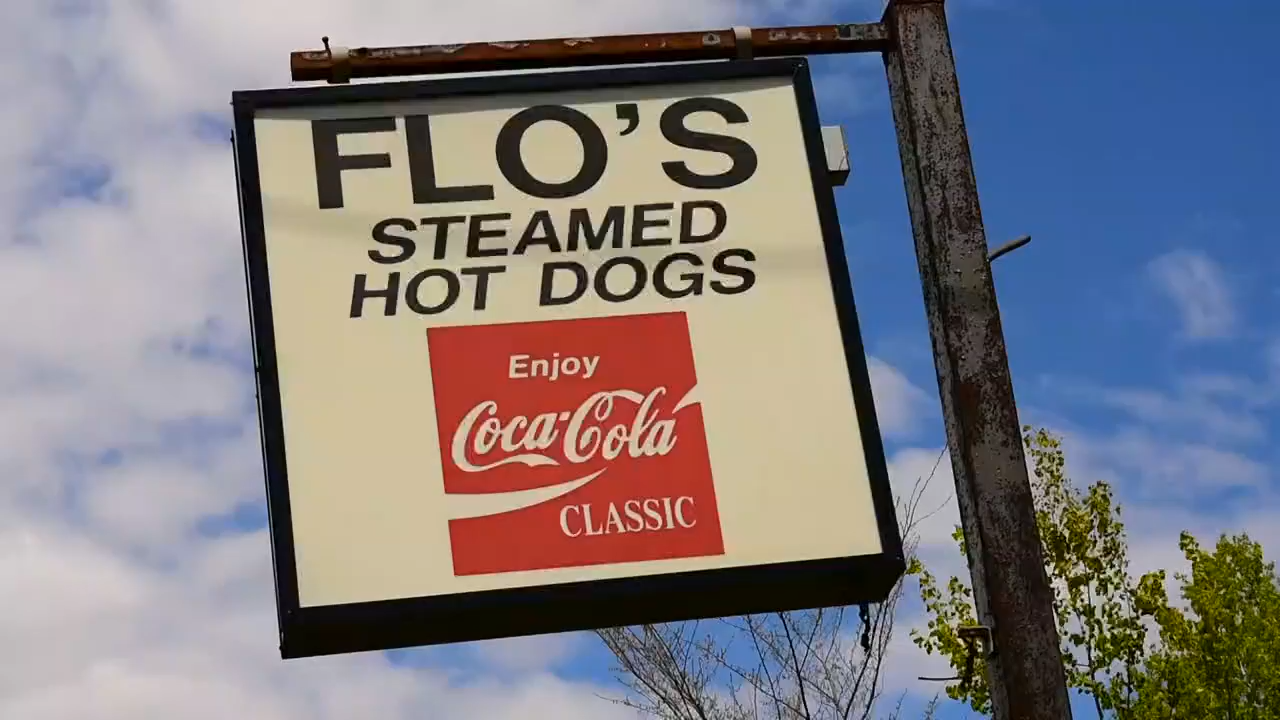 FLO'S
STEAMED
HOT DOGS
Enjoy
Coca-Cola
CLASSIC